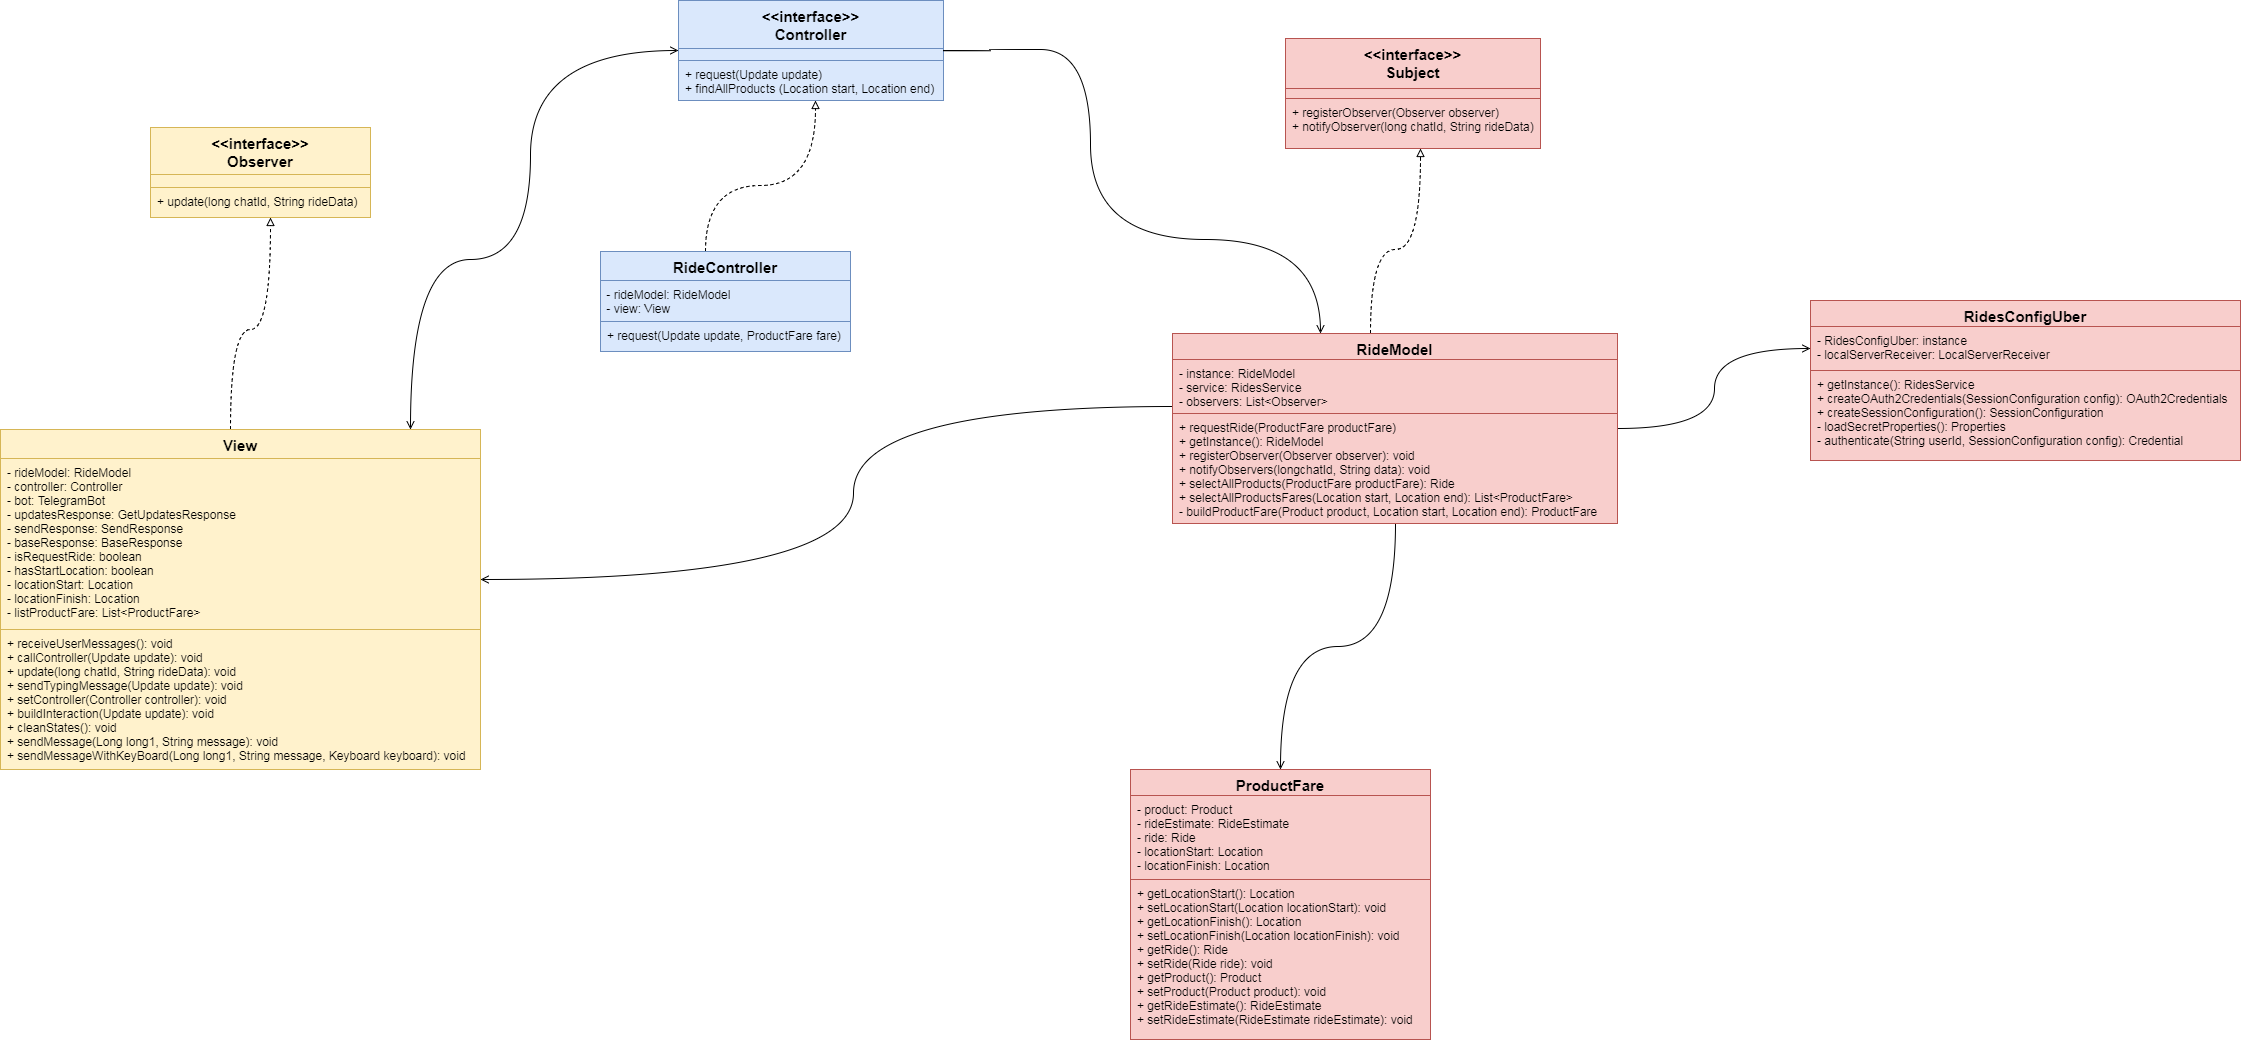 <<interface>>
Controller
+ request(Update update)
+ findAllProducts (Location start, Location end)
<<interface>>
Subject
+ registerObserver(Observer observer)
+ notifyObserver(long chatId, String rideData)
<<interface>>
Observer
+ update(long chatId, String rideData)
RideController
- rideModel: RideModel
- view: View
+ request(Update update, ProductFare fare)
RidesConfigUber
- RidesConfigUber: instance
- localServerReceiver: LocalServerReceiver
+ getInstance(): RidesService
+ createOAuth2Credentials(SessionConfiguration config): OAuth2Credentials
+ createSessionConfiguration(): SessionConfiguration
- loadSecretProperties(): Properties
- authenticate(String userId, SessionConfiguration config): Credential
RideModel
- instance: RideModel
- service: RidesService
- observers: List<Observer>
+ requestRide(ProductFare productFare)
+ getInstance(): RideModel
+ registerObserver(Observer observer): void
+ notifyObservers(longchatId, String data): void
+ selectAllProducts(ProductFare productFare): Ride
+ selectAllProductsFares(Location start, Location end): List<ProductFare>
- buildProductFare(Product product, Location start, Location end): ProductFare
View
- rideModel: RideModel
- controller: Controller
- bot: TelegramBot
- updatesResponse: GetUpdatesResponse
- sendResponse: SendResponse
- baseResponse: BaseResponse
- isRequestRide: boolean
- hasStartLocation: boolean
- locationStart: Location
- locationFinish: Location
- listProductFare: List<ProductFare>
+ receiveUserMessages(): void
+ callController(Update update): void
+ update(long chatId, String rideData): void
+ sendTypingMessage(Update update): void
+ setController(Controller controller): void
+ buildInteraction(Update update): void
+ cleanStates(): void
+ sendMessage(Long long1, String message): void
+ sendMessageWithKeyBoard(Long long1, String message, Keyboard keyboard): void
ProductFare
- product: Product
- rideEstimate: RideEstimate
- ride: Ride
- locationStart: Location
- locationFinish: Location
+ getLocationStart(): Location
+ setLocationStart(Location locationStart): void
+ getLocationFinish(): Location
+ setLocationFinish(Location locationFinish): void
+ getRide(): Ride
+ setRide(Ride ride): void
+ getProduct(): Product
+ setProduct(Product product): void
+ getRideEstimate(): RideEstimate
+ setRideEstimate(RideEstimate rideEstimate): void